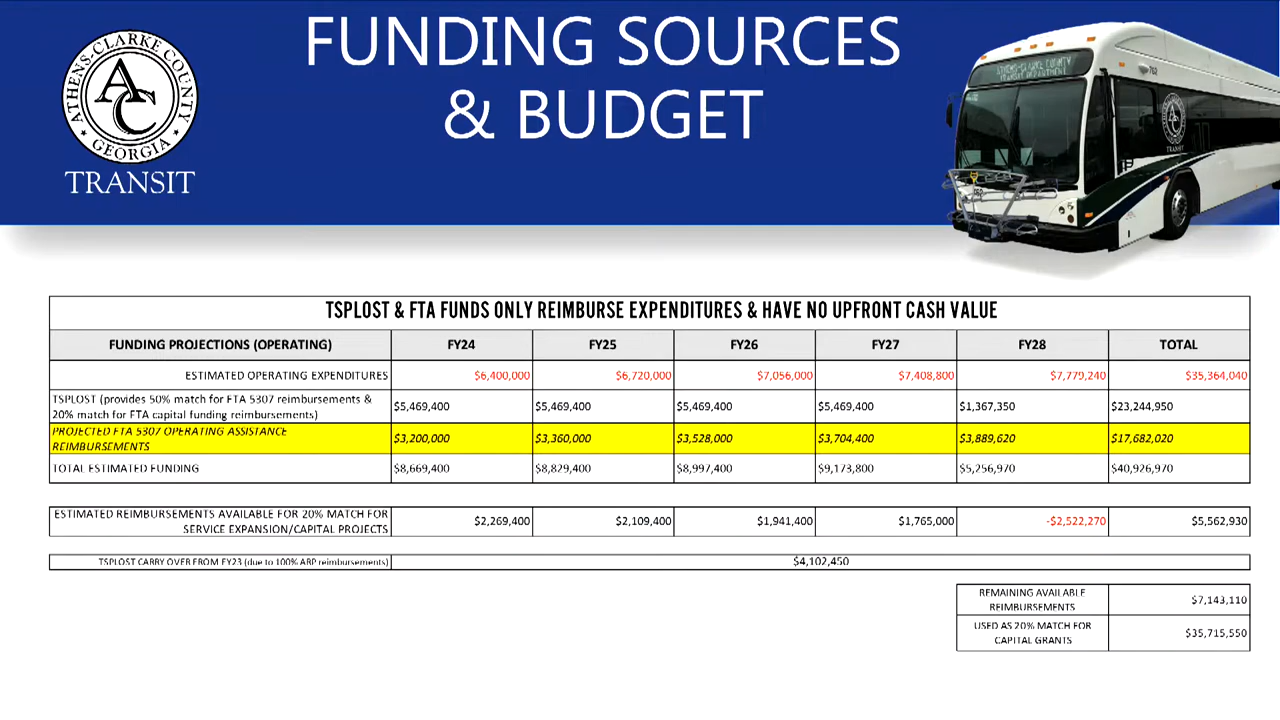 FUNDING SOURCES
& BUDGET
ATHENS-CLARKE COUNTY
AC
GEORGIA
TRANSIT
ATHENS-CLARKE COUNTY
TRANSIT DEPARTMENT
762
TRANSIT
TSPLOST & FTA FUNDS ONLY REIMBURSE EXPENDITURES & HAVE NO UPFRONT CASH VALUE
FUNDING PROJECTIONS (OPERATING) FY24 FY25 FY26 FY27 FY28 TOTAL
ESTIMATED OPERATING EXPENDITURES $6,400,000 $6,720,000 $7,056,000 $7,408,800 $7,779,240 $35,364,040
TSPLOST (provides 50% match for FTA 5307 reimbursements &
20% match for FTA capital funding reimbursements) $5,469,400 $5,469,400 $5,469,400 $5,469,400 $1,367,350 $23,244,950
PROJECTED FTA 5307 OPERATING ASSISTANCE
REIMBURSEMENTS $3,200,000 $3,360,000 $3,528,000 $3,704,400 $3,889,620 $17,682,020
TOTAL ESTIMATED FUNDING $8,669,400 $8,829,400 $8,997,400 $9,173,800 $5,256,970 $40,926,970
ESTIMATED REIMBURSEMENTS AVAILABLE FOR 20% MATCH FOR
SERVICE EXPANSION/CAPITAL PROJECTS $2,269,400 $2,109,400 $1,941,400 $1,765,000 -$2,522,270 $5,562,930
TSPLOST CARRY OVER FROM FY23 (due to 100% ARP reimbursements) $4,102,450
REMAINING AVAILABLE
REIMBURSEMENTS $7,143,110
USED AS 20% MATCH FOR
CAPITAL GRANTS $35,715,550